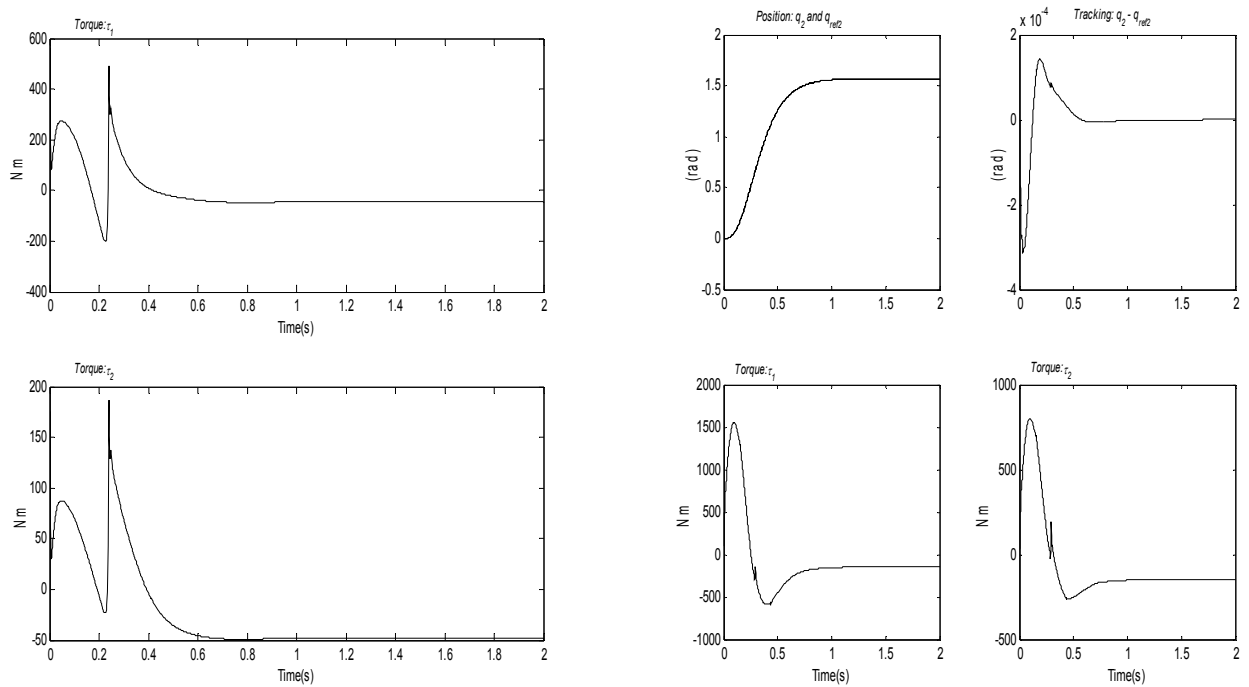 Torque: τ1
600
400
200
0
-200
-400
N m
0 0.2 0.4 0.6 0.8 1 1.2 1.4 1.6 1.8 2
Time(s)
Torque: τ2
200
150
100
50
0
-50
N m
0 0.2 0.4 0.6 0.8 1 1.2 1.4 1.6 1.8 2
Time(s)
Position: q2 and qref2
2
1.5
1
0.5
0
-0.5
(rad)
0 0.5 1 1.5 2
Tracking: q2 - qref2
x 10-4
2
0
-2
-4
(rad)
0 0.5 1 1.5 2
Torque: τ1
2000
1500
1000
500
0
-500
-1000
N m
0 0.5 1 1.5 2
Time(s)
Torque: τ2
1000
500
0
-500
N m
0 0.5 1 1.5 2
Time(s)